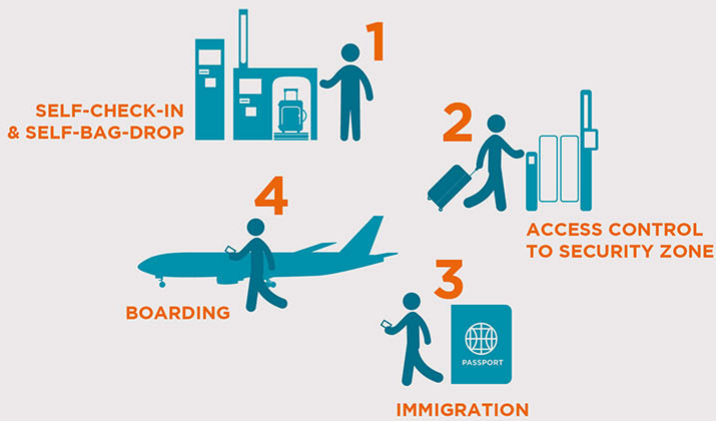 1
SELF-CHECK-IN
& SELF-BAG-DROP
2
ACCESS CONTROL
TO SECURITY ZONE
3
PASSPORT
IMMIGRATION
4
BOARDING